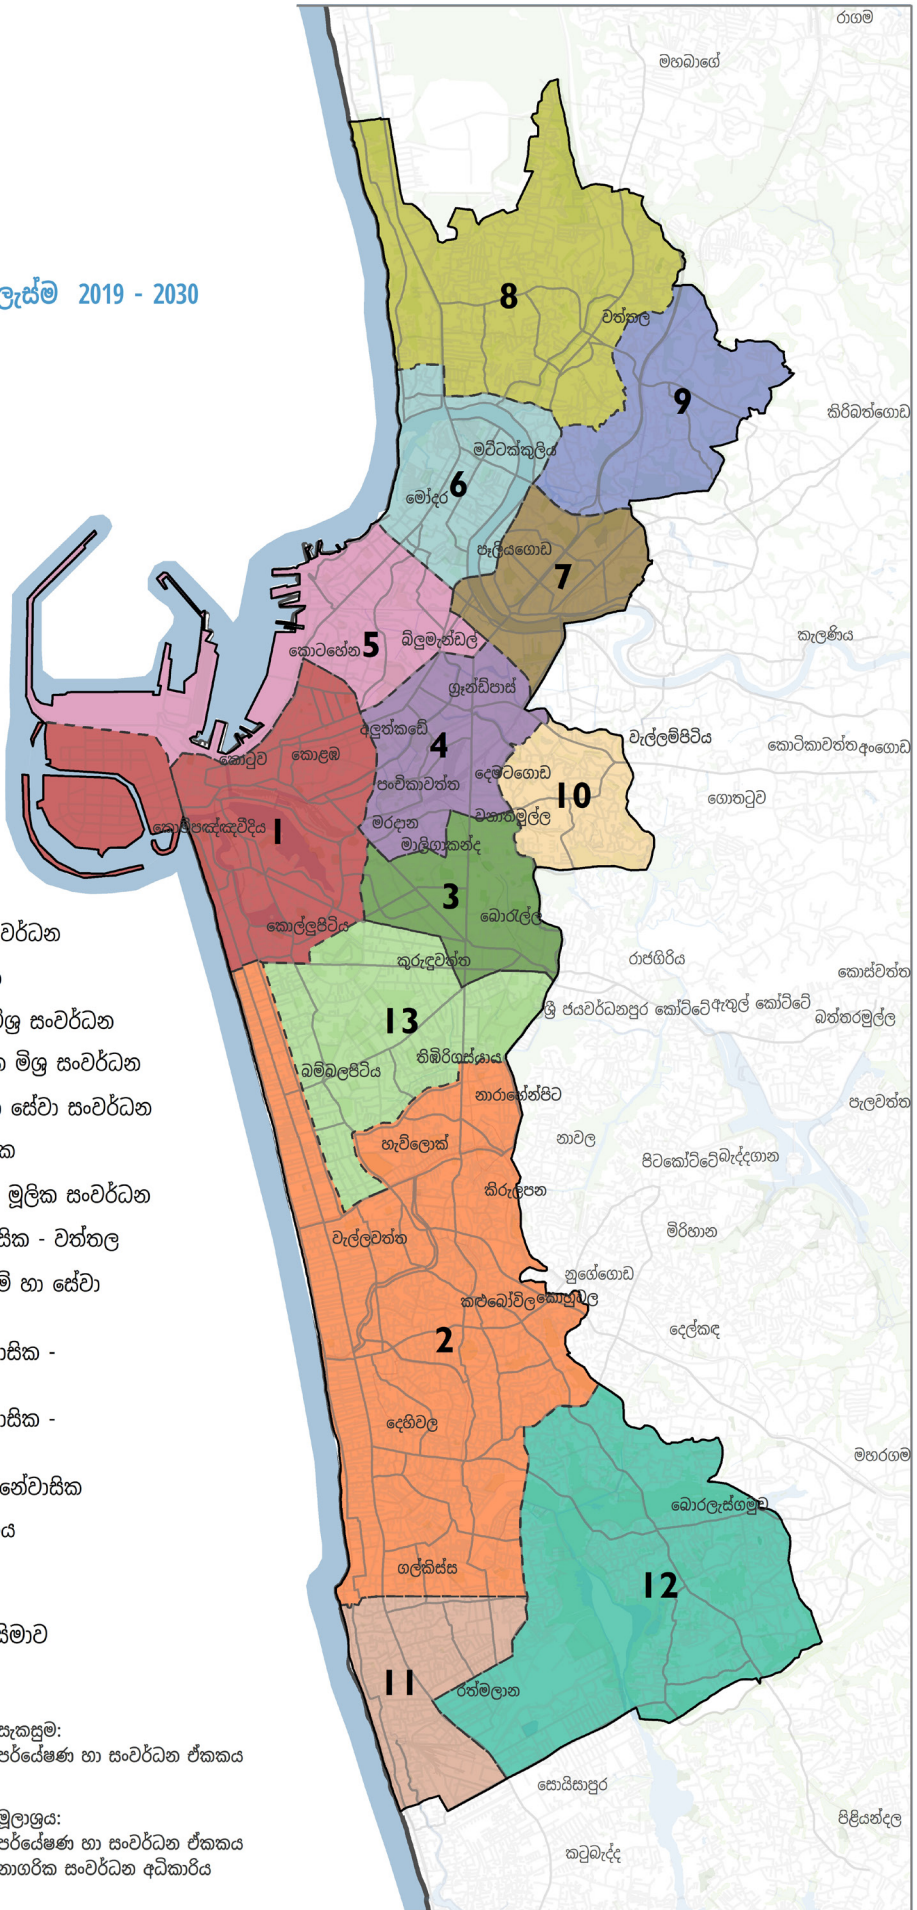 රාගම
මහබාගේ
ලැස්ම 2019 - 2030
8
වත්තල
9
කිරිබත්ගොඩ
මට්ටක්කුලිය
6
මෝදර
පෑලියගොඩ
7
කැලණිය
5
බ්ලුමැන්ඩල්
කොටහේන
ග්‍රෑන්ඩ්පාස්
අලුත්කඩේ
4
වැල්ලම්පිටිය
කොටිකාවත්ත
අංගොඩ
කොටුව
කොළඹ
දෙමටගොඩ
පංචිකාවත්ත
10
ගොතටුව
වනාතමුල්ල
මරදාන
කොම්පඤ්ඤවීදිය
1
මාලිගාකන්ද
3
බොරැල්ල
කොල්ලුපිටිය
වර්ධන
කුරුඳුවත්ත
රාජගිරිය
කොස්වත්ත
ශ්‍රී ජයවර්ධනපුර කෝට්ටේ
ඇතුල් කෝට්ටේ
බත්තරමුල්ල
මිශ්‍ර සංවර්ධන
13
මිශ්‍ර සංවර්ධන
තිඹිරිගස්යාය
බම්බලපිටිය
සේවා සංවර්ධන
නාරාහේන්පිට
පැලවත්ත
නාවල
හැව්ලොක්
ක
පිටකෝට්ටේ
බැද්දගාන
මූලික සංවර්ධන
කිරුලපන
සික - වත්තල
වැල්ලවත්ත
මිරිහාන
ම් හා සේවා
නුගේගොඩ
කළුබෝවිල
කොහුවල
2
දෙල්කඳ
ාසික -
දෙහිවල
ාසික -
මහරගම
නේවාසික
බොරලැස්ගමුව
ය
ගල්කිස්ස
12
සිමාව
11
රත්මලාන
සැකසුම:
පර්යේෂණ හා සංවර්ධන ඒකකය
සොයිසාපුර
මූලාශ්‍රය:
පිළියන්දල
පර්යේෂණ හා සංවර්ධන ඒකකය
කටුබැද්ද
නාගරික සංවර්ධන අධිකාරිය